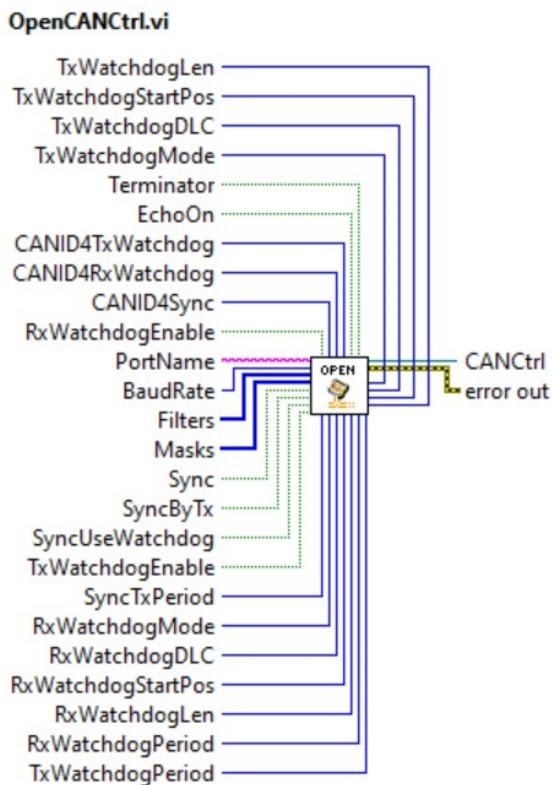 OpenCANCtrl.vi
TxWatchdogLen
TxWatchdogStartPos
TxWatchdogDLC
TxWatchdogMode
Terminator
EchoOn
CANID4TxWatchdog
CANID4RxWatchdog
CANID4Sync
RxWatchdogEnable
PortName
BaudRate
Filters
Masks
Sync
SyncByTx
SyncUseWatchdog
TxWatchdogEnable
SyncTxPeriod
RxWatchdogMode
RxWatchdogDLC
RxWatchdogStartPos
RxWatchdogLen
RxWatchdogPeriod
TxWatchdogPeriod
OPEN
CANCtrl
error out